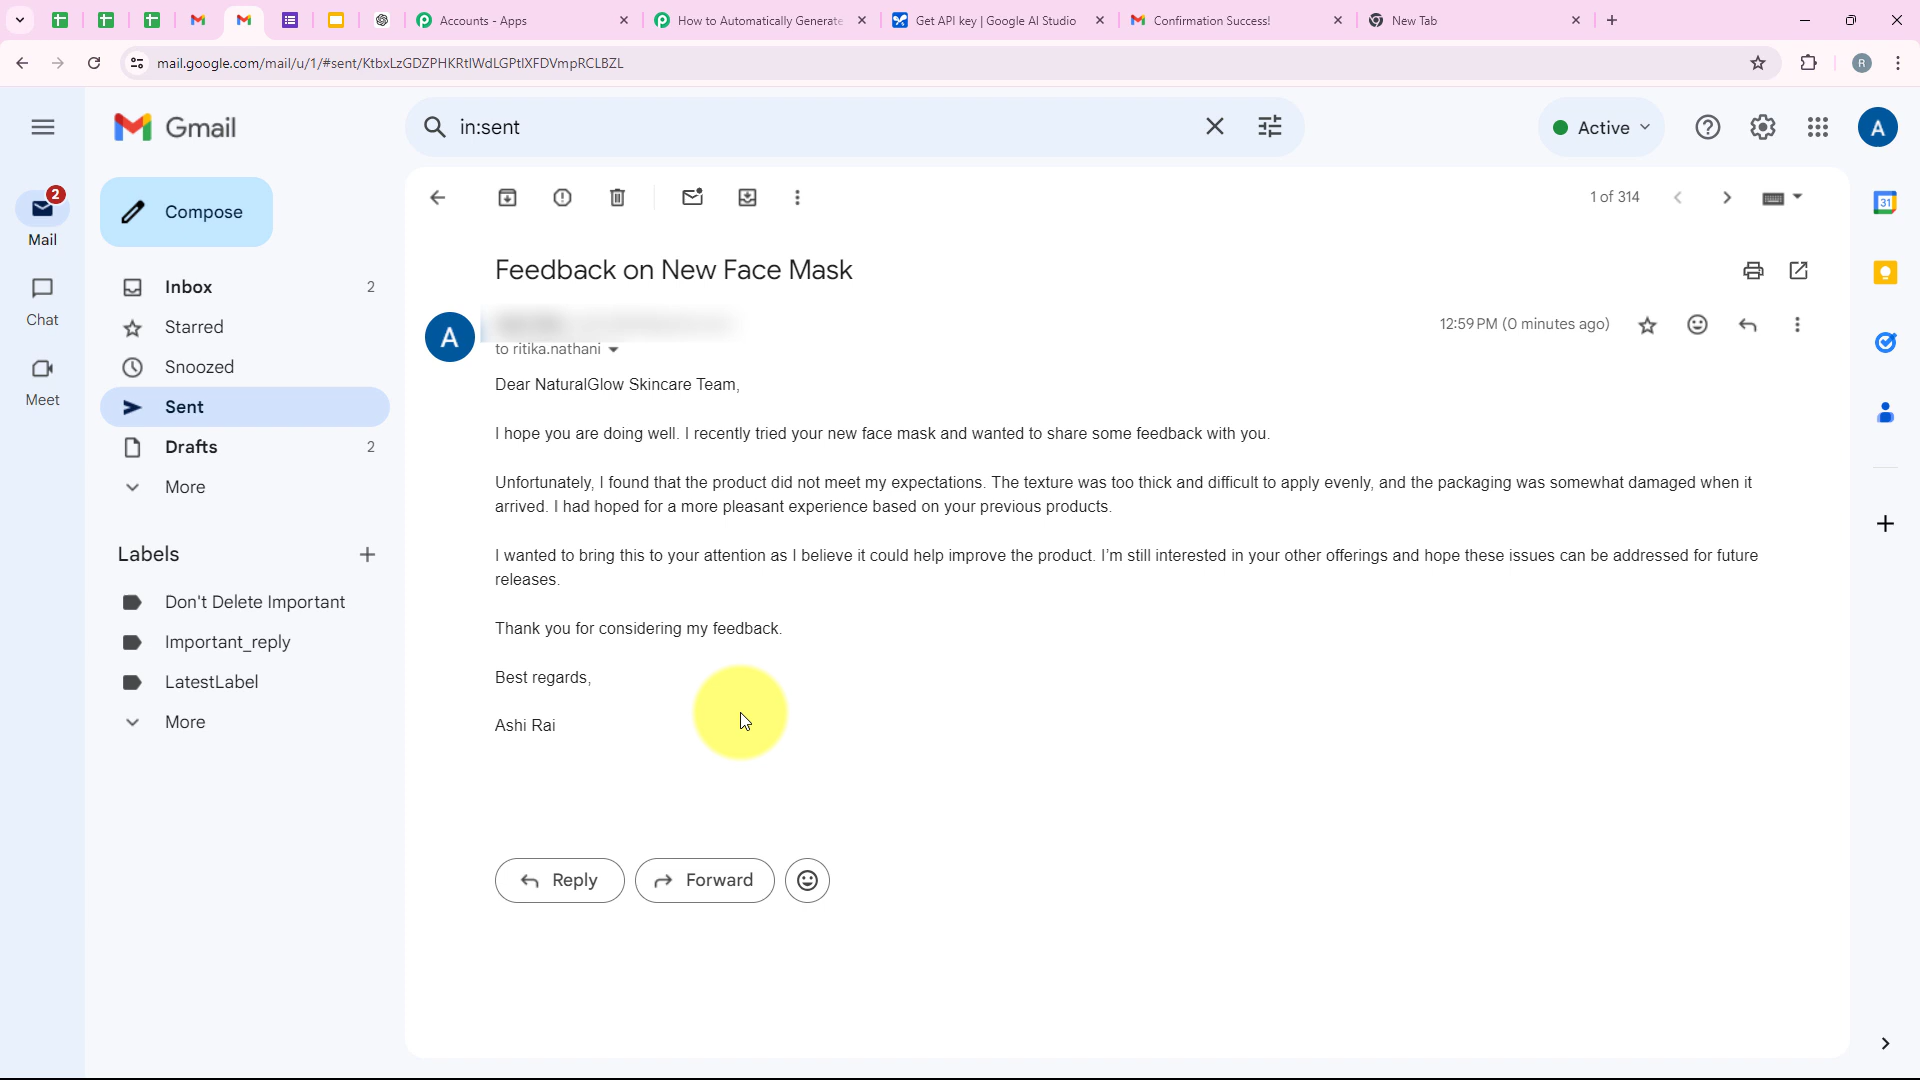 Accounts - Apps
How to Automatically Generate
Get API key | Google AI Studio
Confirmation Success!
New Tab
mail.google.com/mail/u/1/#sent/KtbxLzGDZPHKRtlWdLGPtlXFDVmpRCLBZL
R
Gmail
in:sent
Active
A
2
Mail
Chat
Meet
Compose
Inbox 2
Starred
Snoozed
Sent
Drafts 2
More
Labels
Don't Delete Important
Important_reply
LatestLabel
More
1 of 314
31
Feedback on New Face Mask
A
12:59 PM (0 minutes ago)
to ritika.nathani
Dear NaturalGlow Skincare Team,
I hope you are doing well. I recently tried your new face mask and wanted to share some feedback with you.
Unfortunately, I found that the product did not meet my expectations. The texture was too thick and difficult to apply evenly, and the packaging was somewhat damaged when it
arrived. I had hoped for a more pleasant experience based on your previous products.
I wanted to bring this to your attention as I believe it could help improve the product. I'm still interested in your other offerings and hope these issues can be addressed for future
releases.
Thank you for considering my feedback.
Best regards,
Ashi Rai
Reply
Forward